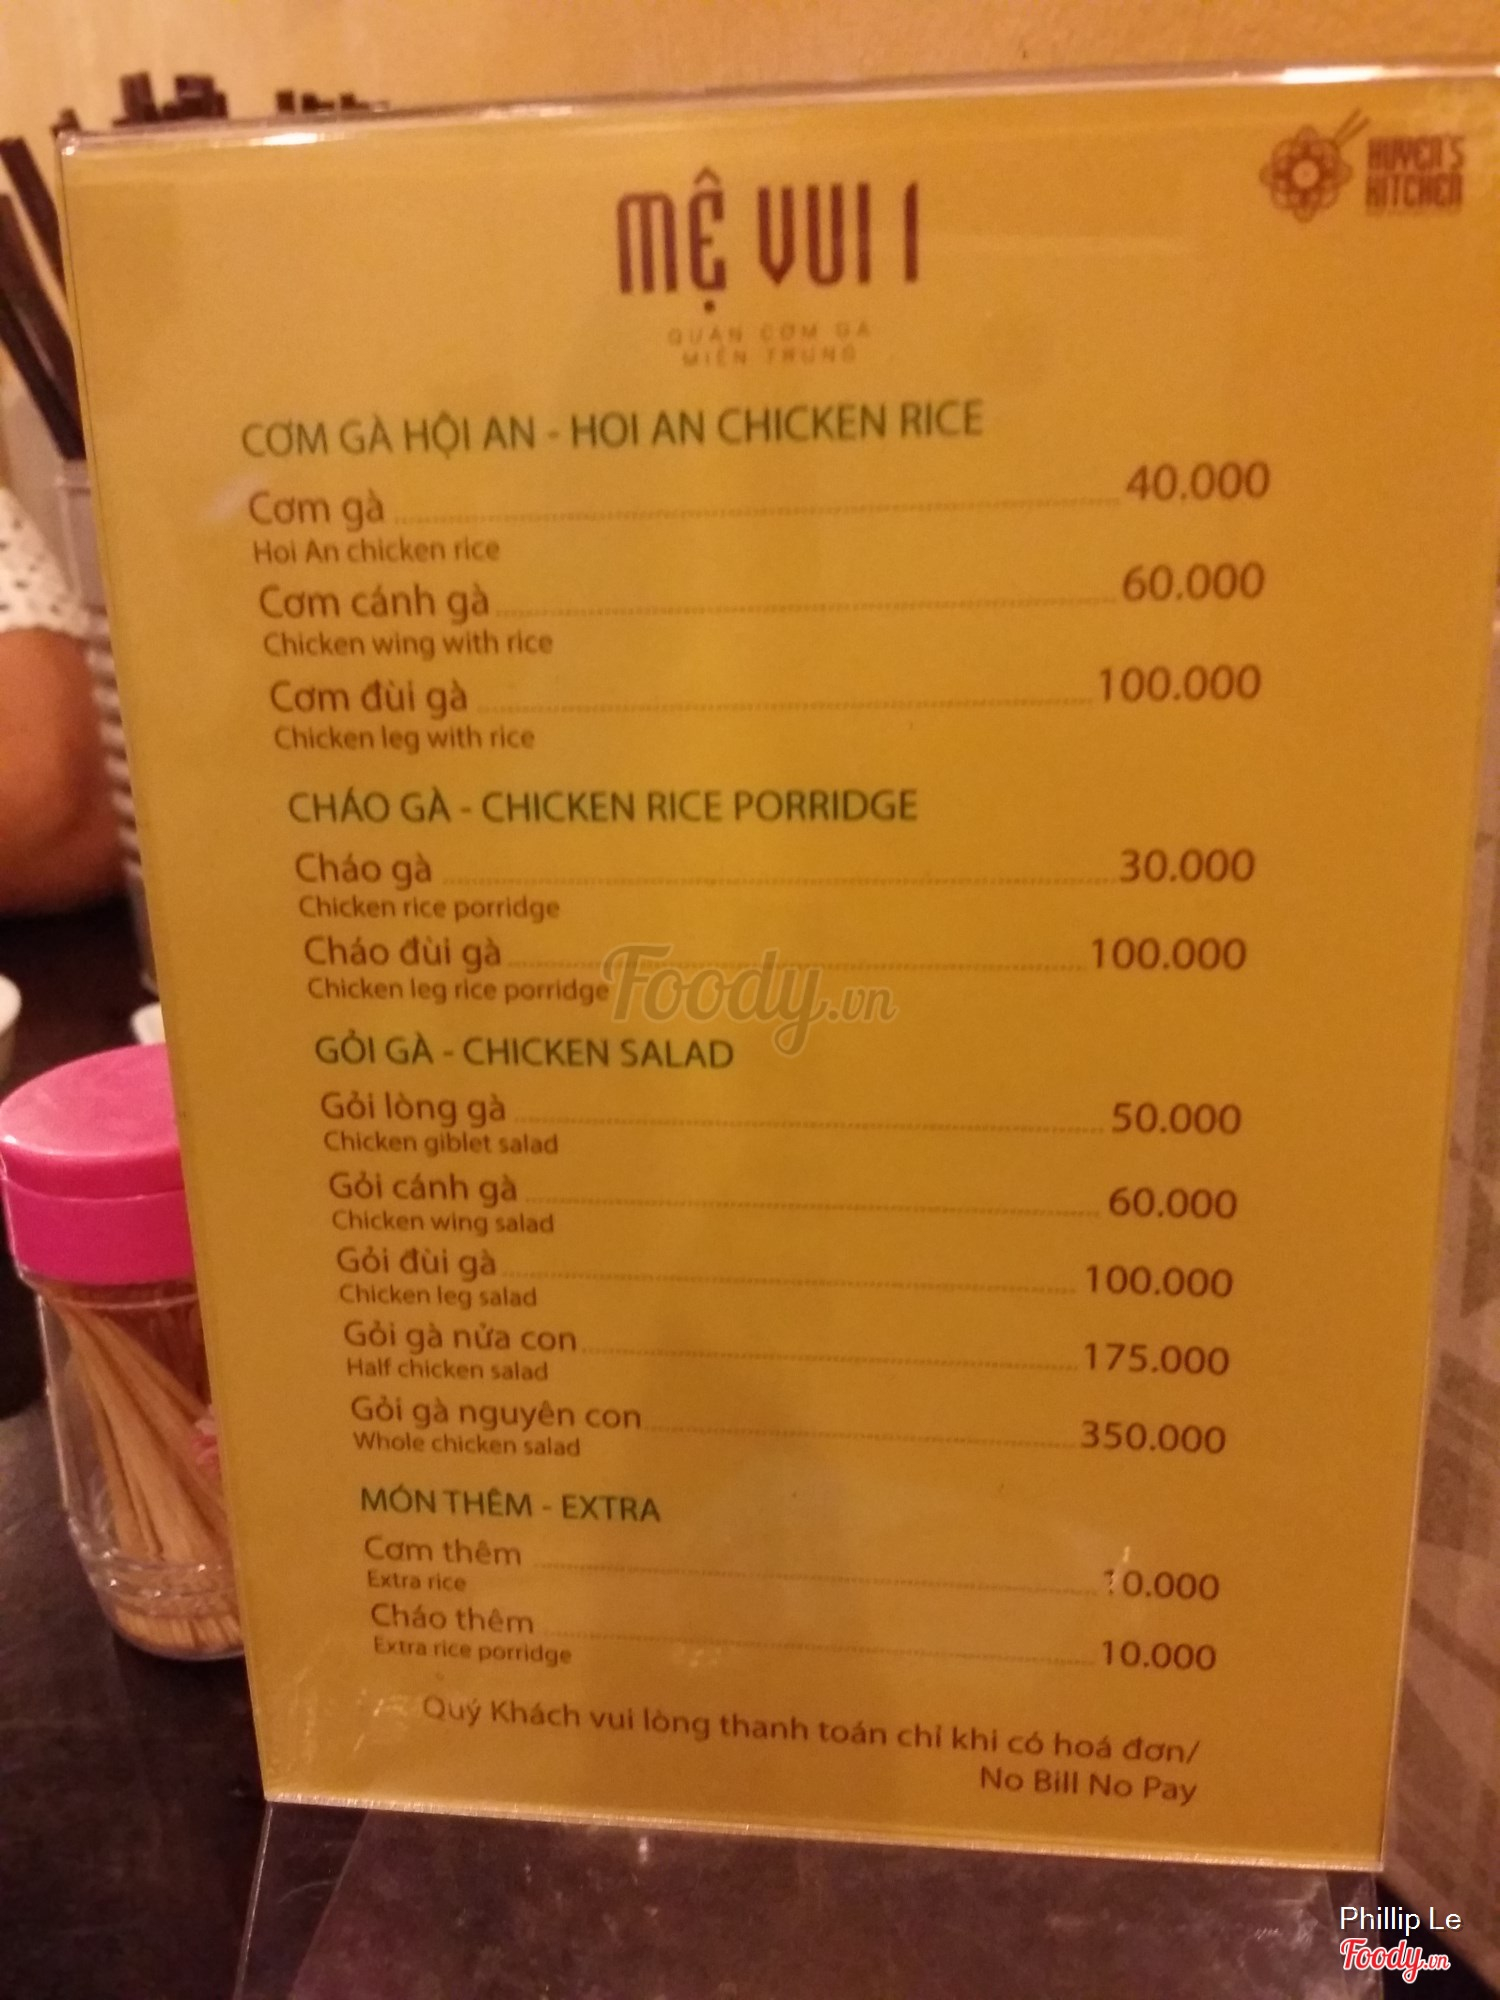 HUYEN'S
KITCHEN
MỆ VUI 1
QUÁN CƠM GÀ
MIỀN TRUNG
CƠM GÀ HỘI AN - HOI AN CHICKEN RICE
Cơm gà 40.000
Hoi An chicken rice
Cơm cánh gà 60.000
Chicken wing with rice
Cơm đùi gà 100.000
Chicken leg with rice
CHÁO GÀ - CHICKEN RICE PORRIDGE
Cháo gà 30.000
Chicken rice porridge
Cháo đùi gà 100.000
Chicken leg rice porridge
Foody.vn
GỎI GÀ - CHICKEN SALAD
Gỏi lòng gà 50.000
Chicken giblet salad
Gỏi cánh gà 60.000
Chicken wing salad
Gỏi đùi gà 100.000
Chicken leg salad
Gỏi gà nửa con 175.000
Half chicken salad
Gỏi gà nguyên con 350.000
Whole chicken salad
MÓN THÊM - EXTRA
Cơm thêm 10.000
Extra rice
Cháo thêm 10.000
Extra rice porridge
Quý Khách vui lòng thanh toán chỉ khi có hoá đơn/
No Bill No Pay
Phillip Le
Foody.vn